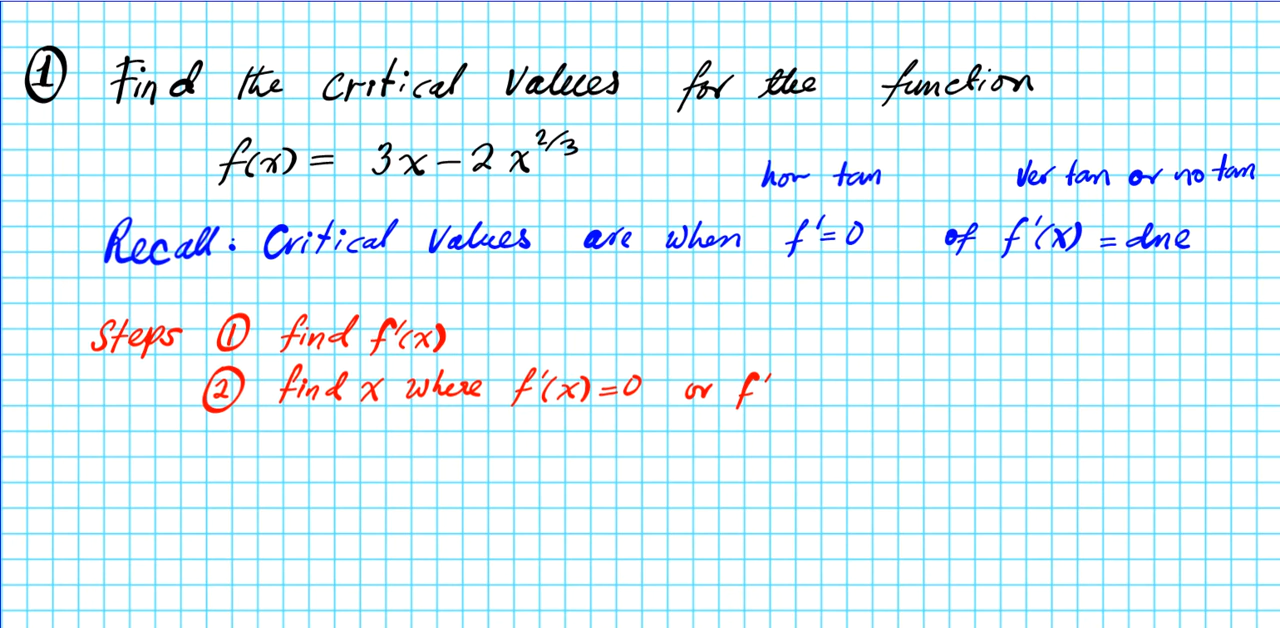 ① Find the critical values for the function
f(x) = 3x - 2x^{2/3}
hor tan ver tan or no tan
Recall: Critical values are when f' = 0 of f'(x) = dne
Steps ① find f'(x)
② find x where f'(x) = 0 or f'